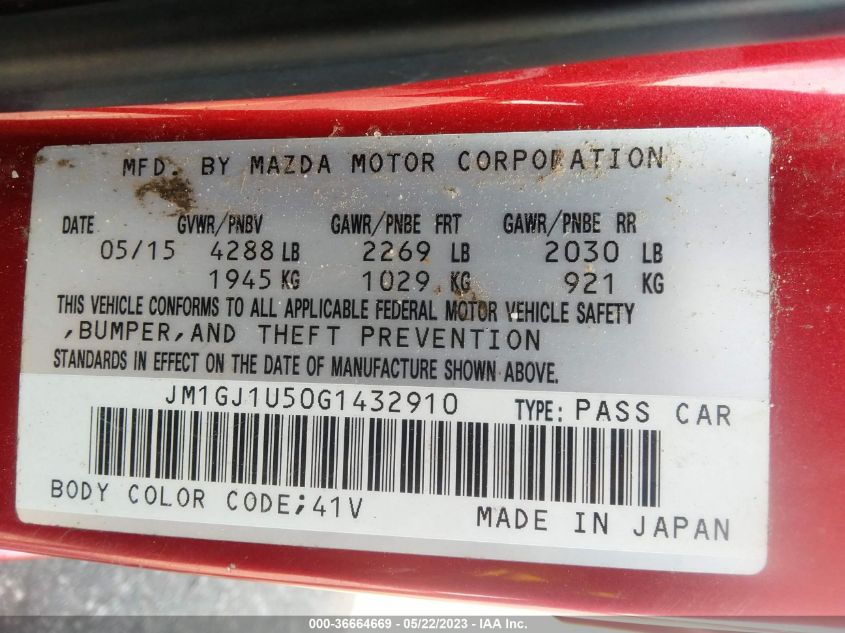 MFD. BY MAZDA MOTOR CORPORATION
DATE GVWR/PNBV GAWR/PNBE FRT GAWR/PNBE RR
05/15 4288 LB 2269 LB 2030 LB
1945 KG 1029 KG 921 KG
THIS VEHICLE CONFORMS TO ALL APPLICABLE FEDERAL MOTOR VEHICLE SAFETY
,BUMPER,AND THEFT PREVENTION
STANDARDS IN EFFECT ON THE DATE OF MANUFACTURE SHOWN ABOVE.
JM1GJ1U50G1432910 TYPE: PASS CAR
BODY COLOR CODE;41V
MADE IN JAPAN
000-36664669 - 05/22/2023 - IAA Inc.